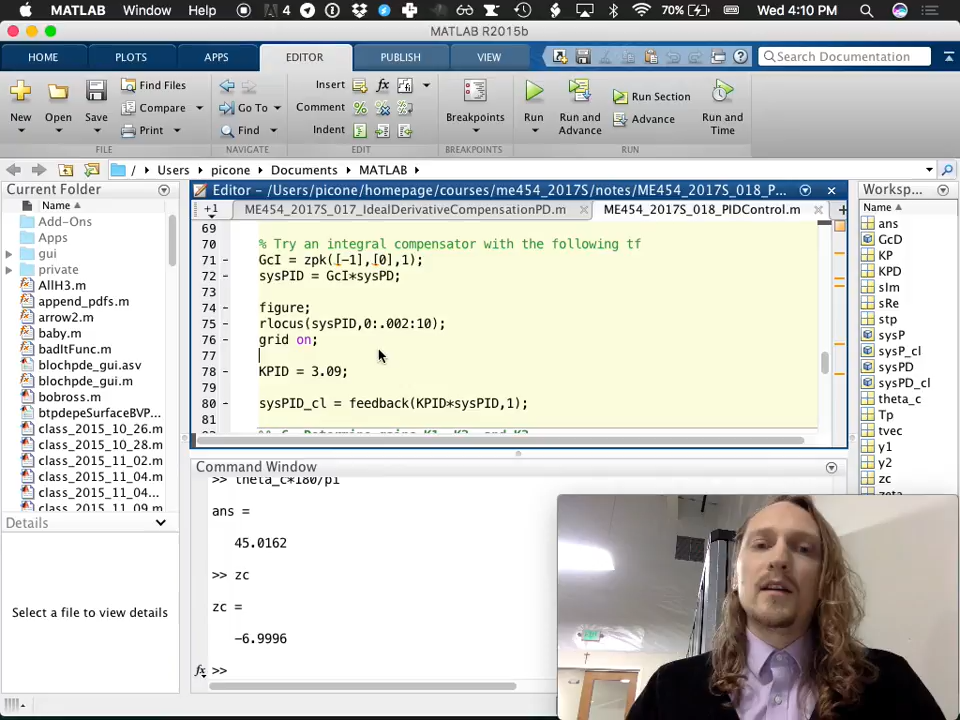 MATLAB Window Help 4 70% Wed 4:10 PM
MATLAB R2015b
HOME PLOTS APPS EDITOR PUBLISH VIEW Search Documentation
New Open Save Find Files Compare Print
Go To Find
Insert fx
Comment
Indent
Breakpoints
Run Run and Advance Run Section Advance Run and Time
FILE NAVIGATE EDIT BREAKPOINTS RUN
/ Users picone Documents MATLAB
Current Folder
Name
Add-Ons
Apps
gui
private
AllH3.m
append_pdfs.m
arrow2.m
baby.m
badItFunc.m
blochpde_gui.asv
blochpde_gui.m
bobross.m
btpdepeSurfaceBVP...
class_2015_10_26.m
class_2015_10_28.m
class_2015_11_02.m
class_2015_11_04.m
class_2015_11_04...
class_2015_11_09.m
Details
Select a file to view details
Editor - /Users/picone/homepage/courses/me454_2017S/notes/ME454_2017S_018_P...
+1 ME454_2017S_017_IdealDerivativeCompensationPD.m ME454_2017S_018_PIDControl.m
69
70 % Try an integral compensator with the following tf
71 - GcI = zpk([-1],[0],1);
72 - sysPID = GcI*sysPD;
73
74 - figure;
75 - rlocus(sysPID,0:.002:10);
76 - grid on;
77
78 - KPID = 3.09;
79
80 - sysPID_cl = feedback(KPID*sysPID,1);
81
Command Window
>> theta_c*180/pi
ans =
45.0162
>> zc
zc =
-6.9996
fx >>
Worksp...
Name
ans
GcD
KP
KPD
sIm
sRe
stp
sysP
sysP_cl
sysPD
sysPD_cl
theta_c
Tp
tvec
y1
y2
zc
zeta